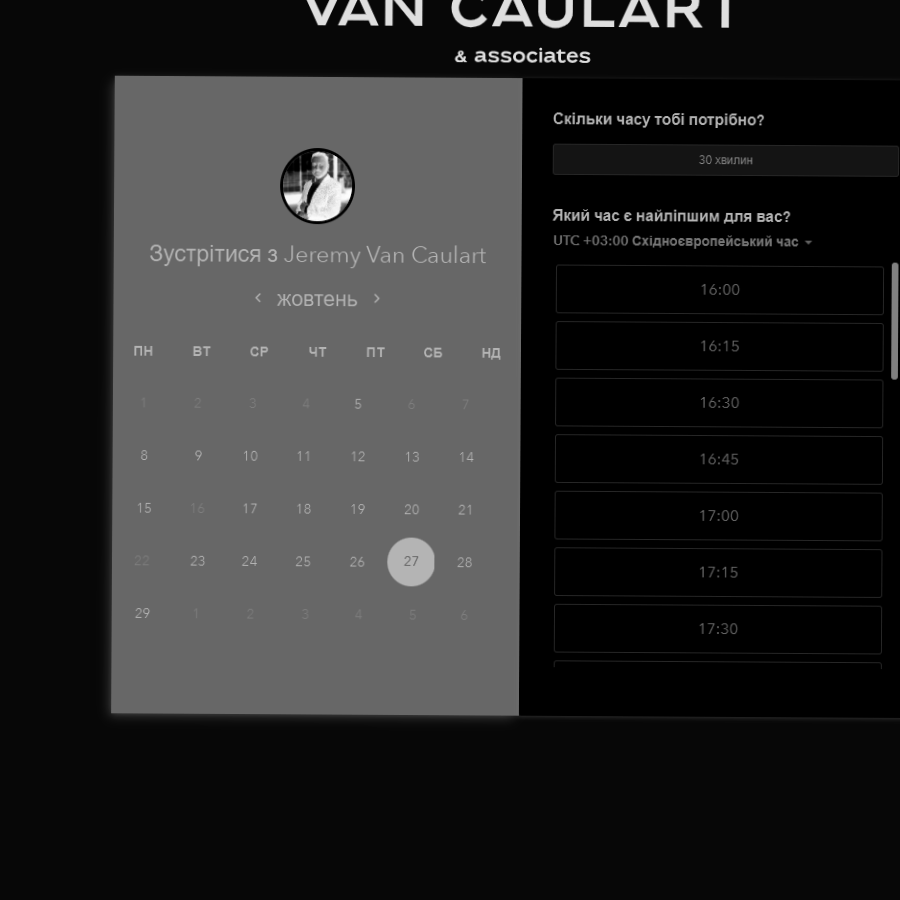 VAN CAULART
& associates
Зустрітися з Jeremy Van Caulart
жовтень
ПН ВТ СР ЧТ ПТ СБ НД
1 2 3 4 5 6 7
8 9 10 11 12 13 14
15 16 17 18 19 20 21
22 23 24 25 26 27 28
29 1 2 3 4 5 6
Скільки часу тобі потрібно?
30 хвилин
Який час є найліпшим для вас?
UTC +03:00 Східноєвропейський час
16:00
16:15
16:30
16:45
17:00
17:15
17:30